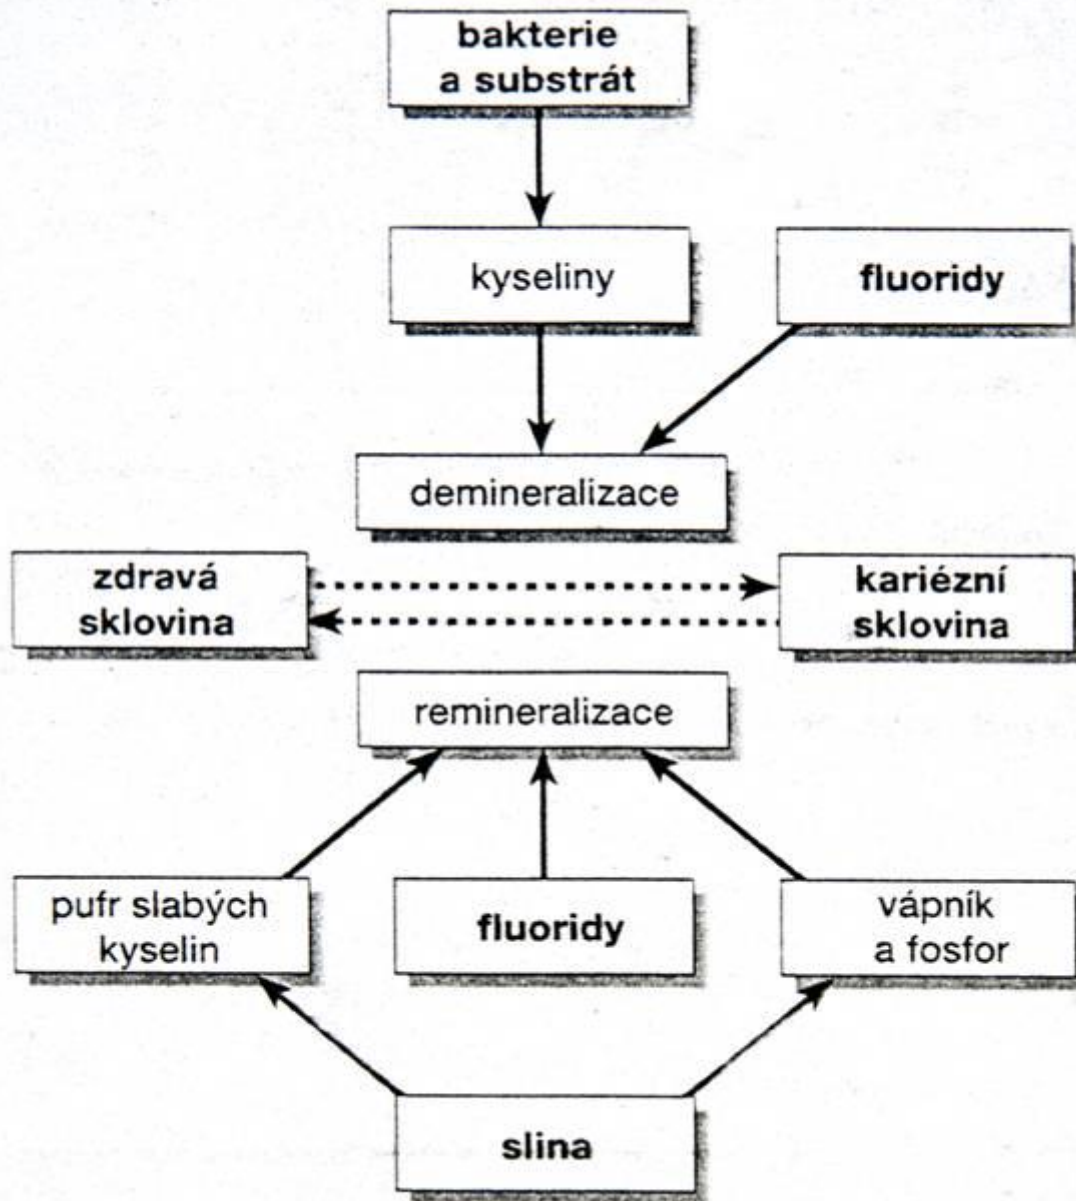 bakterie
a substrát
kyseliny
fluoridy
demineralizace
zdravá
sklovina
kariézní
sklovina
remineralizace
pufr slabých
kyselin
fluoridy
vápník
a fosfor
slina